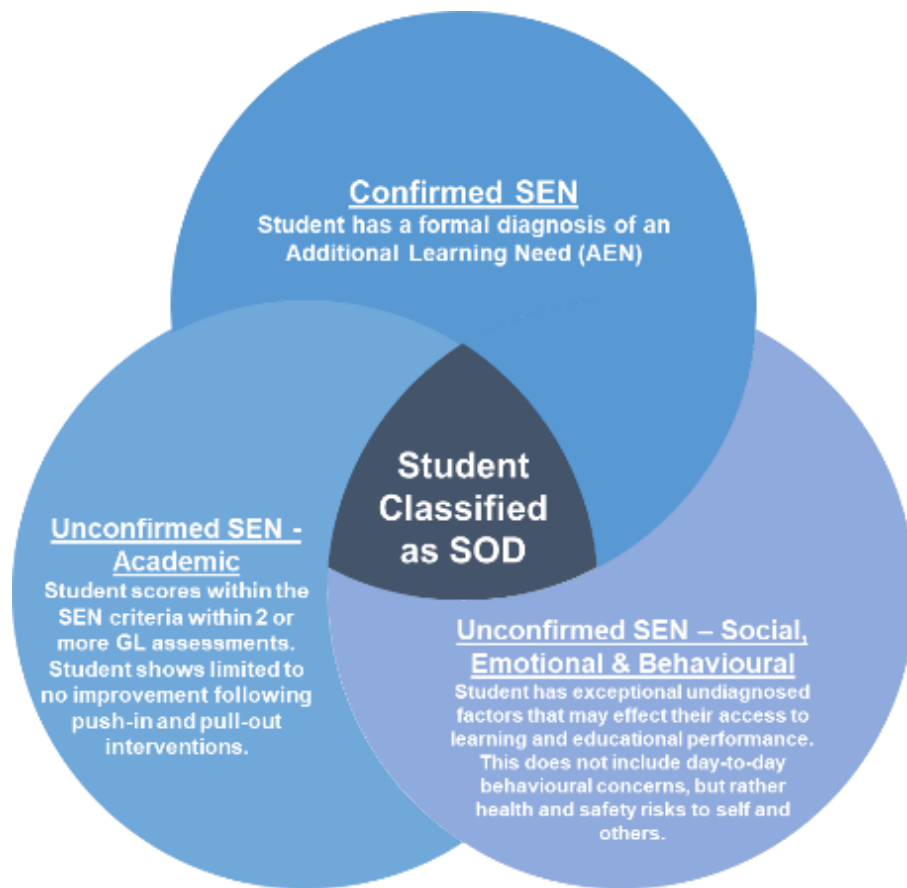 Confirmed SEN
Student has a formal diagnosis of an
Additional Learning Need (AEN)
Student
Classified
as SOD
Unconfirmed SEN -
Academic
Student scores within the
SEN criteria within 2 or
more GL assessments.
Student shows limited to
no improvement following
push-in and pull-out
interventions.
Unconfirmed SEN – Social,
Emotional & Behavioural
Student has exceptional undiagnosed
factors that may effect their access to
learning and educational performance.
This does not include day-to-day
behavioural concerns, but rather
health and safety risks to self and
others.